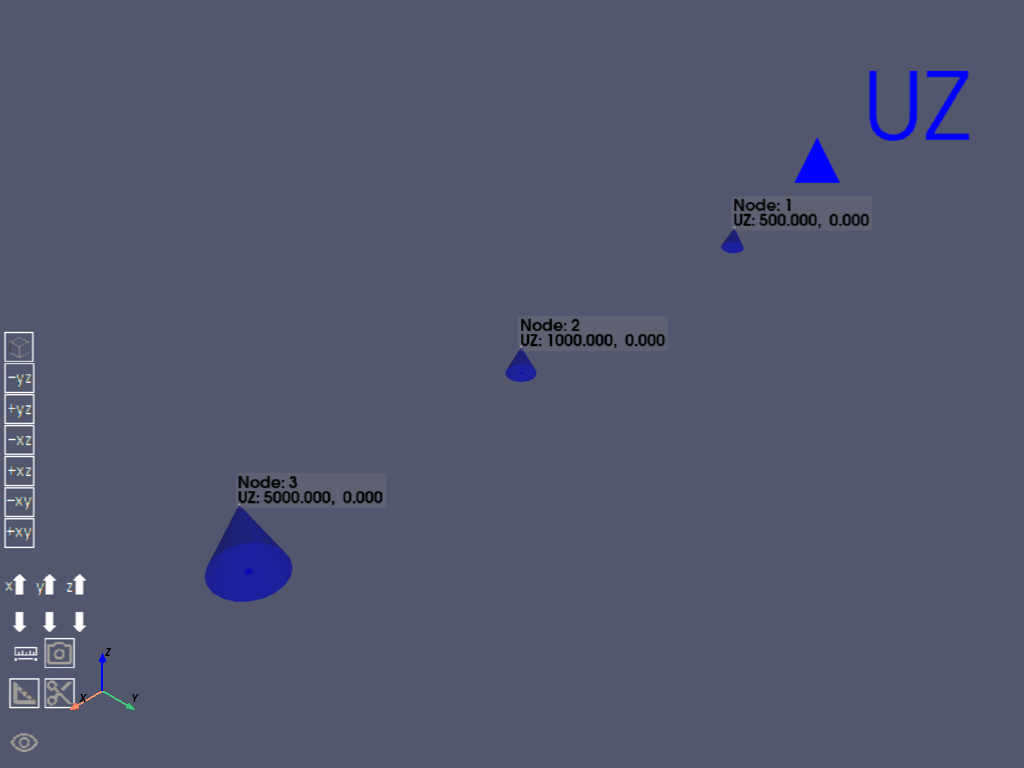 UZ
Node: 1
UZ: 500.000, 0.000
Node: 2
UZ: 1000.000, 0.000
Node: 3
UZ: 5000.000, 0.000
-yz
+yz
-xz
+xz
-xy
+xy
x y z
Z
X Y